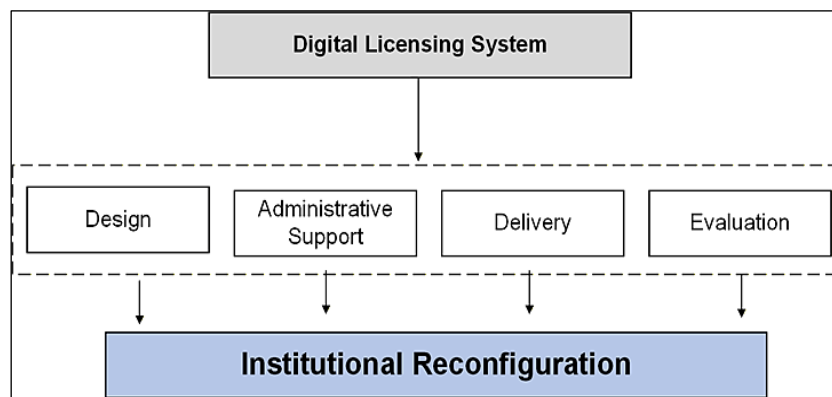 Digital Licensing System
Design
Administrative
Support
Delivery
Evaluation
Institutional Reconfiguration